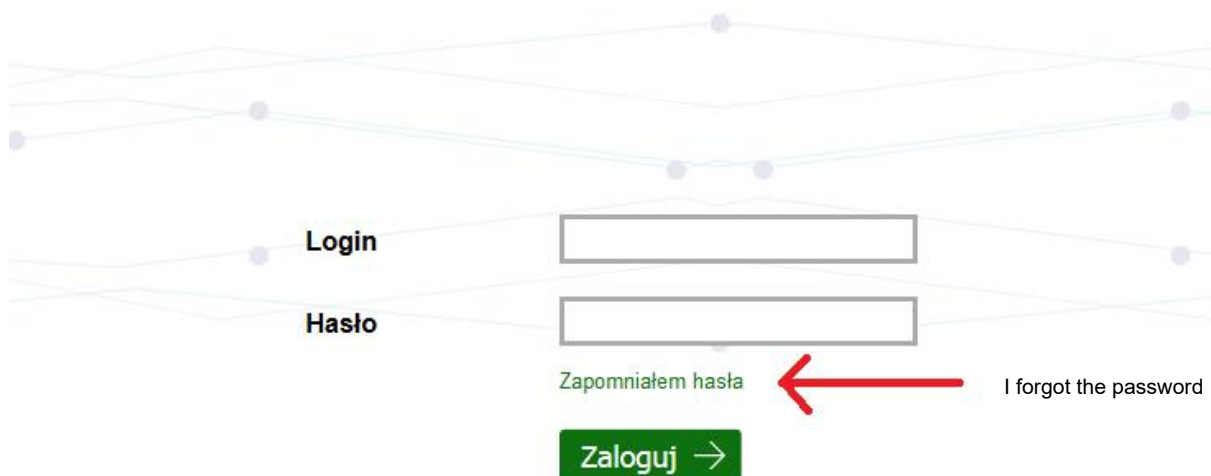 Login
Hasło
Zapomniałem hasła
I forgot the password
Zaloguj →